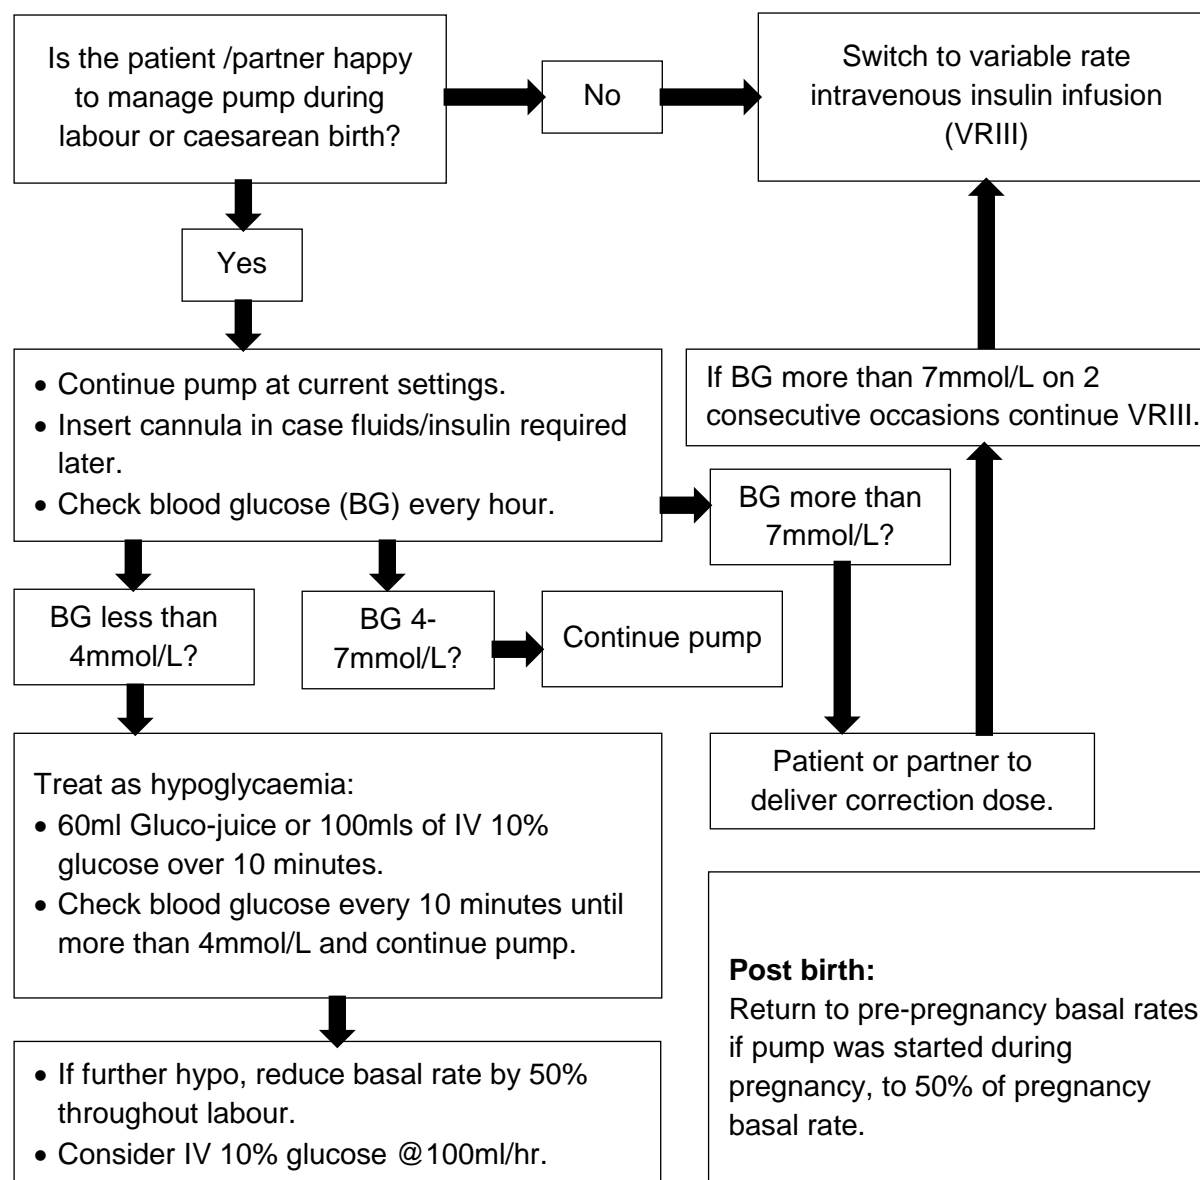 Is the patient /partner happy
to manage pump during
labour or caesarean birth?
No
Switch to variable rate
intravenous insulin infusion
(VRIII)
Yes
• Continue pump at current settings.
• Insert cannula in case fluids/insulin required
later.
• Check blood glucose (BG) every hour.
If BG more than 7mmol/L on 2
consecutive occasions continue VRIII.
BG more than
7mmol/L?
BG less than
4mmol/L?
BG 4-
7mmol/L?
Continue pump
Patient or partner to
deliver correction dose.
Treat as hypoglycaemia:
• 60ml Gluco-juice or 100mls of IV 10%
glucose over 10 minutes.
• Check blood glucose every 10 minutes until
more than 4mmol/L and continue pump.
• If further hypo, reduce basal rate by 50%
throughout labour.
• Consider IV 10% glucose @100ml/hr.
Post birth:
Return to pre-pregnancy basal rates
if pump was started during
pregnancy, to 50% of pregnancy
basal rate.